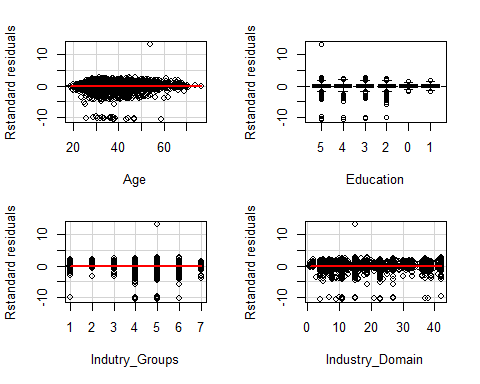 Rstandard residuals
10
0
-10
20
40
60
Age
Rstandard residuals
10
0
-10
5 4 3 2 0 1
Education
Rstandard residuals
10
0
-10
1 2 3 4 5 6 7
Indutry_Groups
Rstandard residuals
10
0
-10
0 10 20 30 40
Industry_Domain